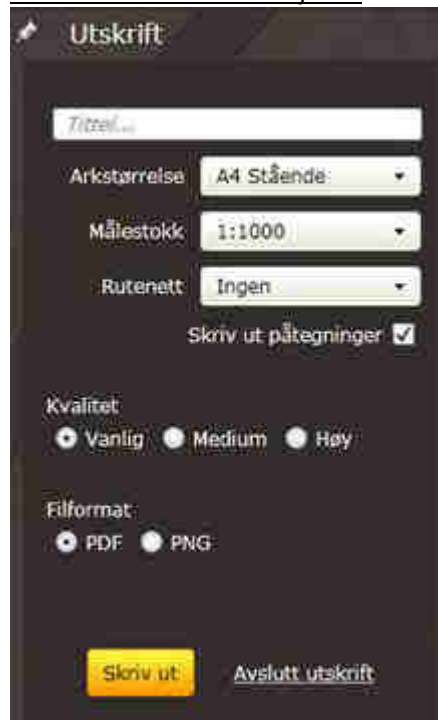 Utskrift
Tittel...
Arkstørrelse A4 Stående
Målestokk 1:1000
Rutenett Ingen
Skriv ut påtegninger
Kvalitet
Vanlig Medium Høy
Filformat
PDF PNG
Skriv ut Avslutt utskrift